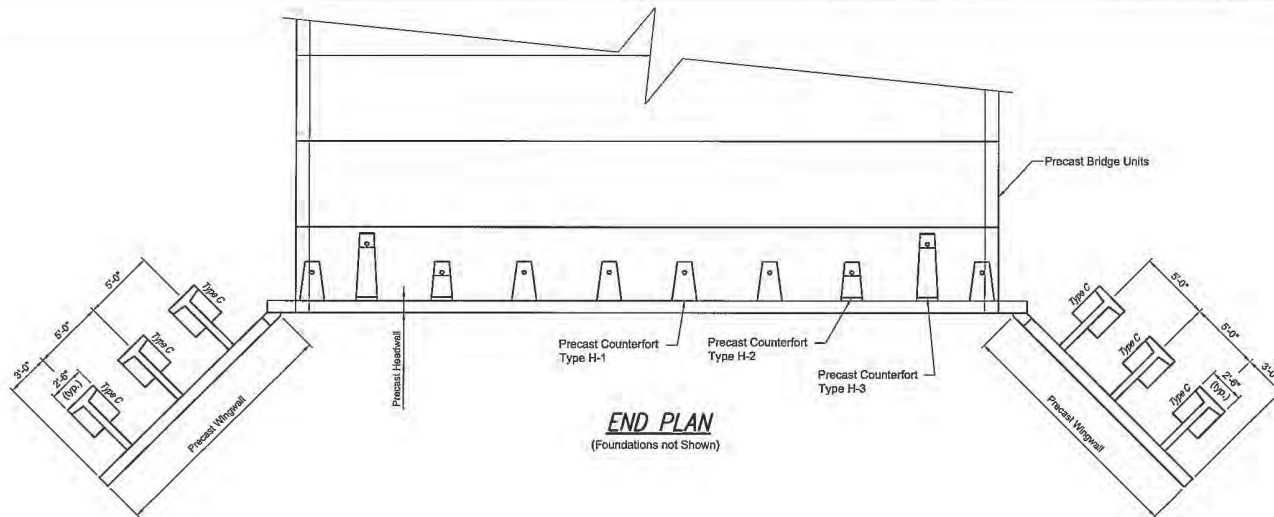 Precast Bridge Units
5'-0"
5'-0"
3'-0"
2'-6"
(typ.)
Type C
Type C
Type C
Precast Wingwall
Precast Headwall
Precast Counterfort
Type H-1
Precast Counterfort
Type H-2
Precast Counterfort
Type H-3
5'-0"
5'-0"
3'-0"
2'-6"
(typ.)
Type C
Type C
Type C
Precast Wingwall
END PLAN
(Foundations not Shown)